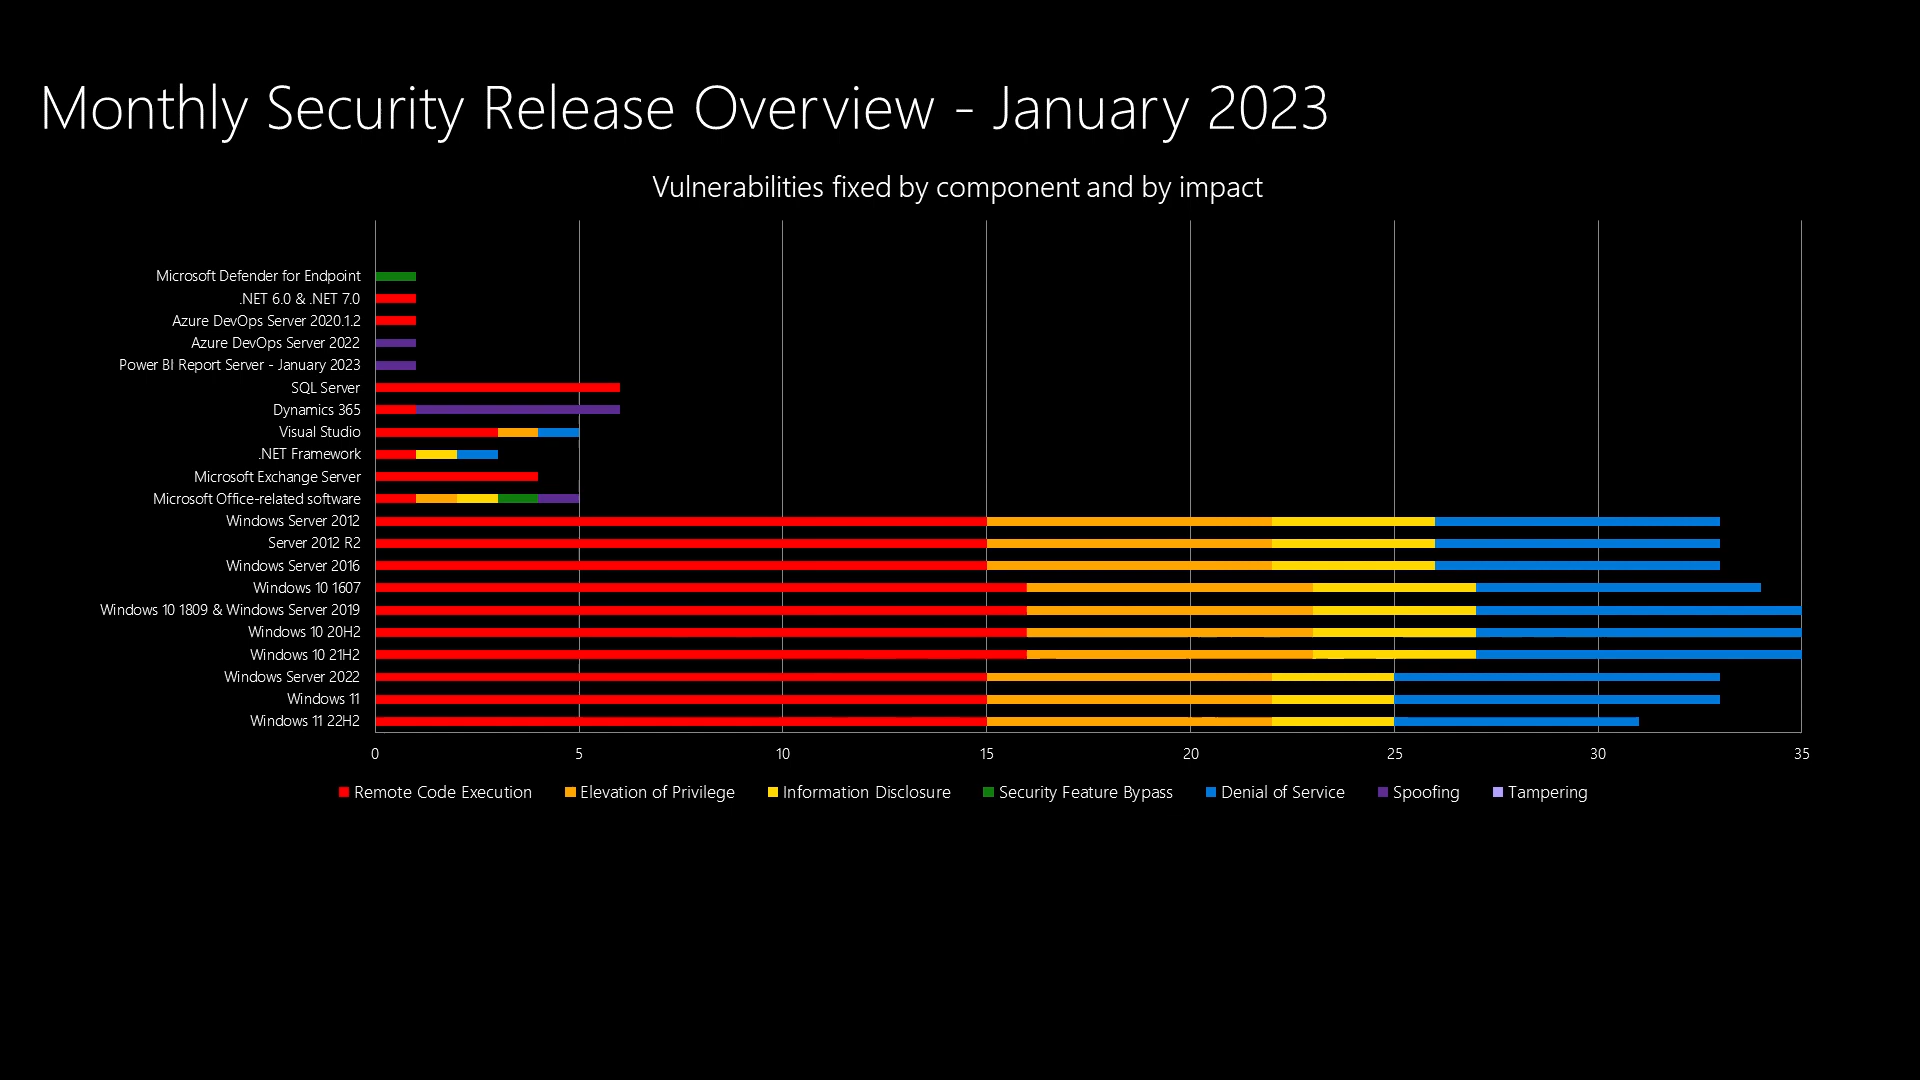 Monthly Security Release Overview - January 2023
Vulnerabilities fixed by component and by impact
Microsoft Defender for Endpoint
.NET 6.0 & .NET 7.0
Azure DevOps Server 2020.1.2
Azure DevOps Server 2022
Power BI Report Server - January 2023
SQL Server
Dynamics 365
Visual Studio
.NET Framework
Microsoft Exchange Server
Microsoft Office-related software
Windows Server 2012
Server 2012 R2
Windows Server 2016
Windows 10 1607
Windows 10 1809 & Windows Server 2019
Windows 10 20H2
Windows 10 21H2
Windows Server 2022
Windows 11
Windows 11 22H2
0 5 10 15 20 25 30 35
Remote Code Execution Elevation of Privilege Information Disclosure Security Feature Bypass Denial of Service Spoofing Tampering